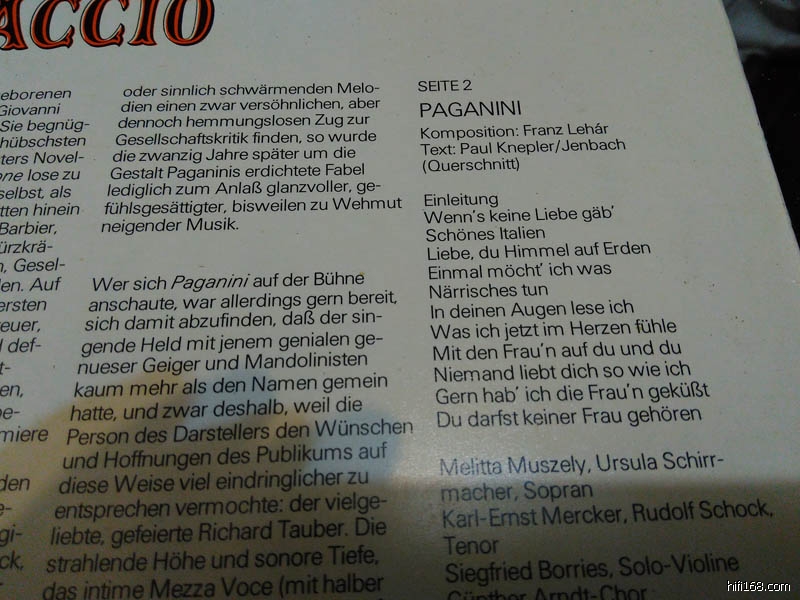 ACCIO
eborenen
Giovanni
Sie begnüg-
hübschsten
ters Novel-
one lose zu
selbst, als
tten hinein
Barbier,
ürzkrä-
n, Gesel-
len. Auf
ersten
reuer,
l def-
t-
en,
oe-
miere
den
e-
gi-
ck,
oder sinnlich schwärmenden Melo-
dien einen zwar versöhnlichen, aber
dennoch hemmungslosen Zug zur
Gesellschaftskritik finden, so wurde
die zwanzig Jahre später um die
Gestalt Paganinis erdichtete Fabel
lediglich zum Anlaß glanzvoller, ge-
fühlsgesättigter, bisweilen zu Wehmut
neigender Musik.
Wer sich Paganini auf der Bühne
anschaute, war allerdings gern bereit,
sich damit abzufinden, daß der sin-
gende Held mit jenem genialen ge-
nueser Geiger und Mandolinisten
kaum mehr als den Namen gemein
hatte, und zwar deshalb, weil die
Person des Darstellers den Wünschen
und Hoffnungen des Publikums auf
diese Weise viel eindringlicher zu
entsprechen vermochte: der vielge-
liebte, gefeierte Richard Tauber. Die
strahlende Höhe und sonore Tiefe,
das intime Mezza Voce (mit halber
SEITE 2
PAGANINI
Komposition: Franz Lehár
Text: Paul Knepler/Jenbach
(Querschnitt)
Einleitung
Wenn's keine Liebe gäb'
Schönes Italien
Liebe, du Himmel auf Erden
Einmal möcht' ich was
Närrisches tun
In deinen Augen lese ich
Was ich jetzt im Herzen fühle
Mit den Frau'n auf du und du
Niemand liebt dich so wie ich
Gern hab' ich die Frau'n geküßt
Du darfst keiner Frau gehören
Melitta Muszely, Ursula Schirr-
macher, Sopran
Karl-Ernst Mercker, Rudolf Schock,
Tenor
Siegfried Borries, Solo-Violine
Günther Arndt-Chor
hifi168.com